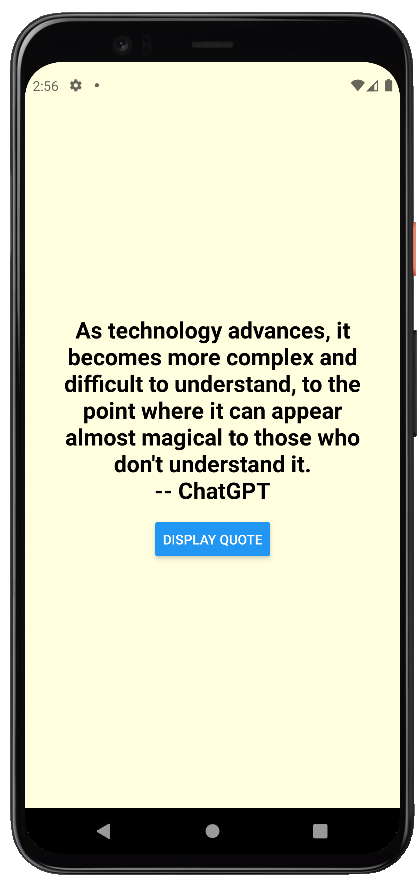 2:56
As technology advances, it
becomes more complex and
difficult to understand, to the
point where it can appear
almost magical to those who
don't understand it.
-- ChatGPT
DISPLAY QUOTE